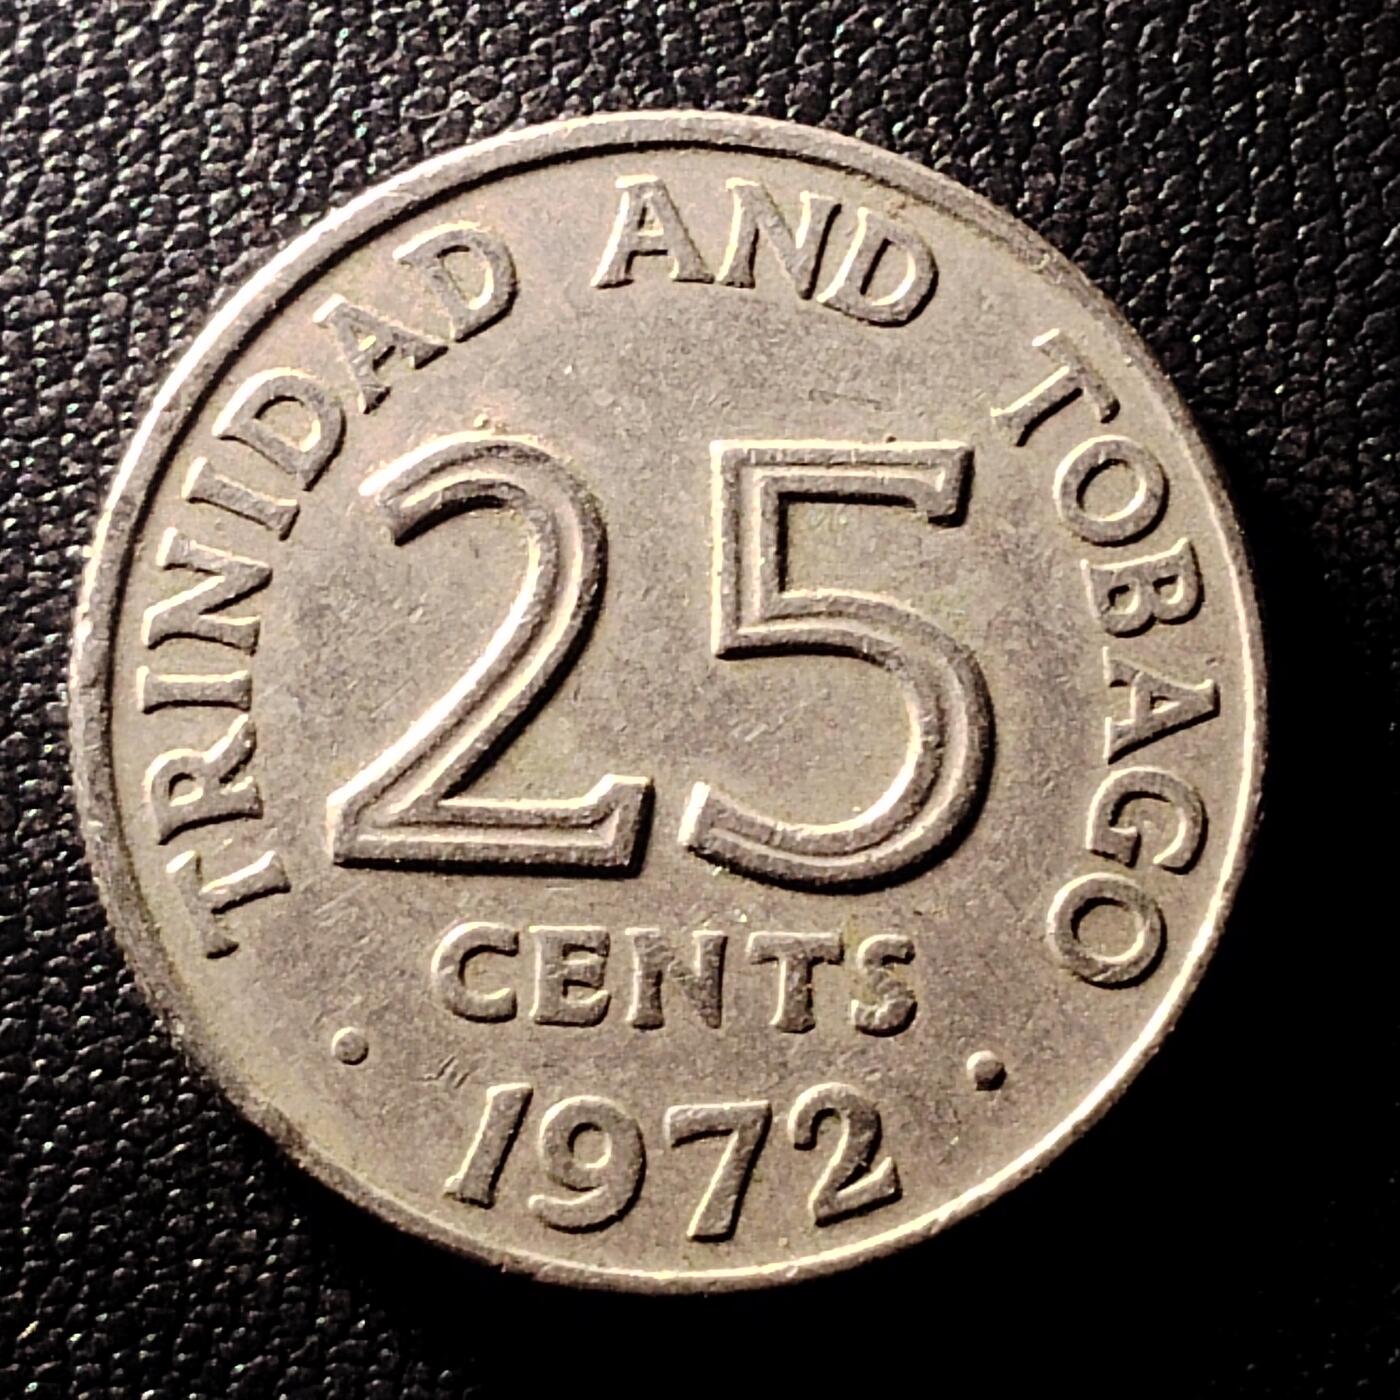 TRINIDAD AND TOBAGO
25
CENTS
• 1972 •